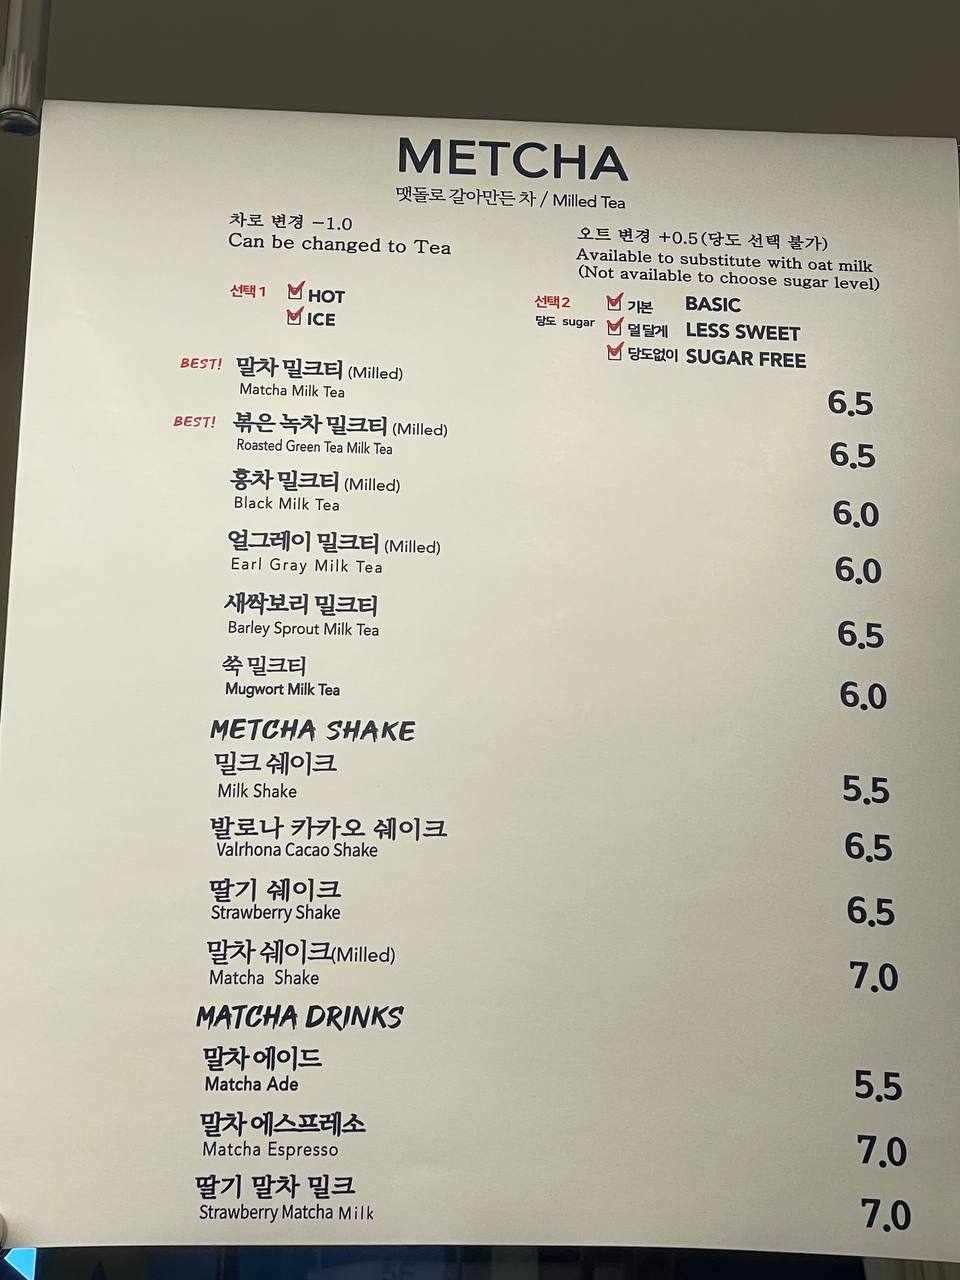 METCHA
맷돌로 갈아만든 차 / Milled Tea
차로 변경 -1.0
Can be changed to Tea
오트 변경 +0.5(당도 선택 불가)
Available to substitute with oat milk
(Not available to choose sugar level)
선택1 HOT
ICE
선택2 기본 BASIC
당도 sugar 덜달게 LESS SWEET
당도없이 SUGAR FREE
BEST! 말차 밀크티 (Milled)
Matcha Milk Tea 6.5
BEST! 볶은 녹차 밀크티 (Milled)
Roasted Green Tea Milk Tea 6.5
홍차 밀크티 (Milled)
Black Milk Tea 6.0
얼그레이 밀크티 (Milled)
Earl Gray Milk Tea 6.0
새싹보리 밀크티
Barley Sprout Milk Tea 6.5
쑥 밀크티
Mugwort Milk Tea 6.0
METCHA SHAKE
밀크 쉐이크
Milk Shake 5.5
발로나 카카오 쉐이크
Valrhona Cacao Shake 6.5
딸기 쉐이크
Strawberry Shake 6.5
말차 쉐이크(Milled)
Matcha Shake 7.0
MATCHA DRINKS
말차 에이드
Matcha Ade 5.5
말차 에스프레소
Matcha Espresso 7.0
딸기 말차 밀크
Strawberry Matcha Milk 7.0